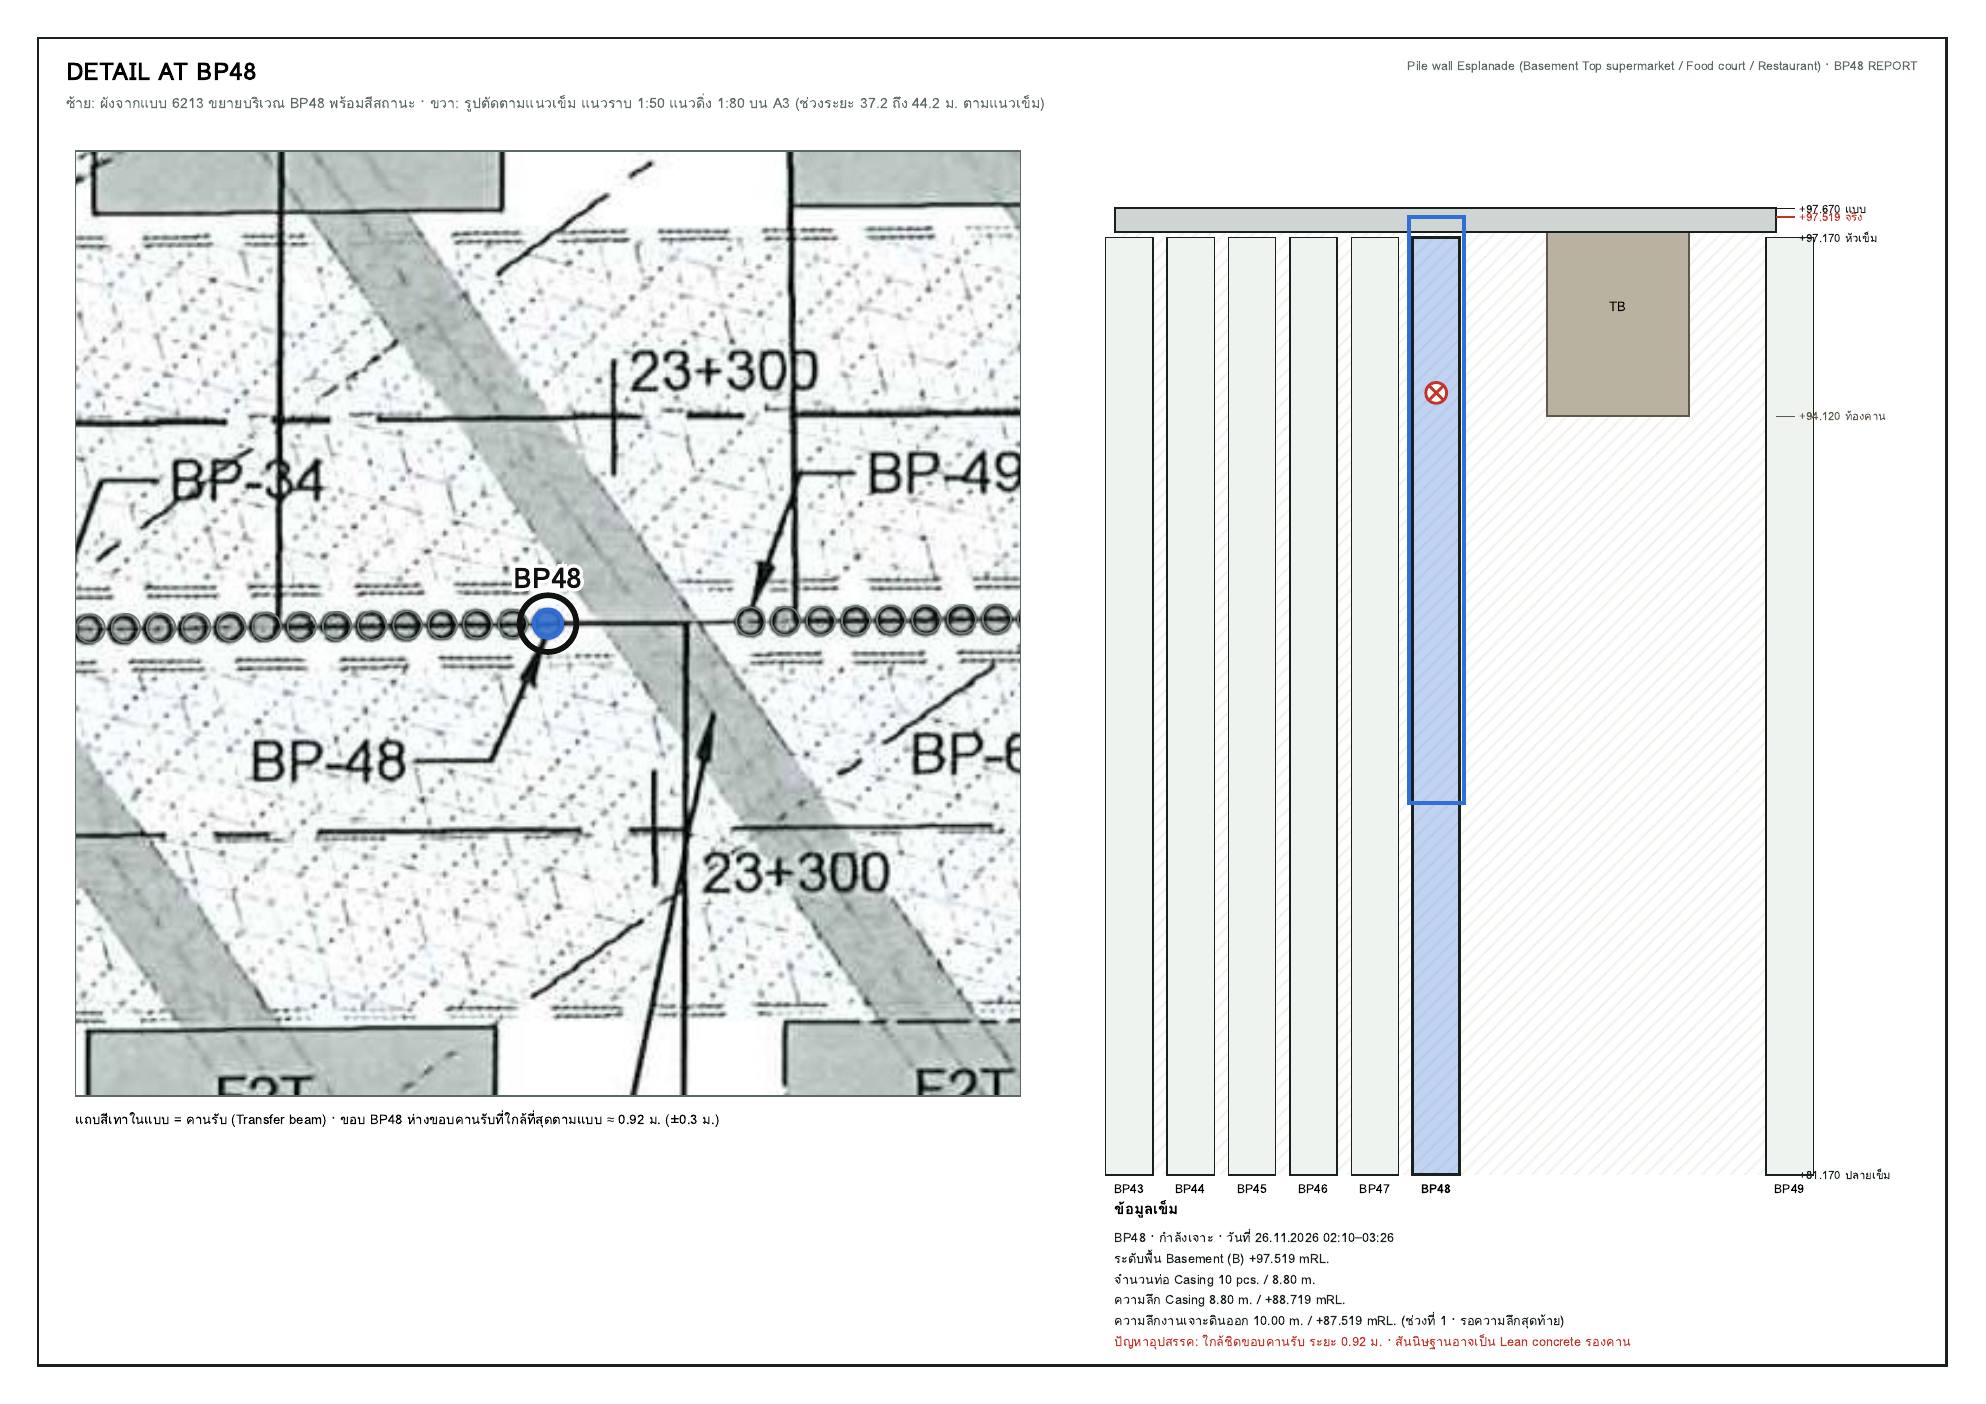 DETAIL AT BP48
Pile wall Esplanade (Basement Top supermarket / Food court / Restaurant) · BP48 REPORT
ซ้าย: ผังจากแบบ 6213 ขยายบริเวณ BP48 พร้อมสีสถานะ · ขวา: รูปตัดตามแนวเข็ม แนวราบ 1:50 แนวดิ่ง 1:80 บน A3 (ช่วงระยะ 37.2 ถึง 44.2 ม. ตามแนวเข็ม)
23+300
BP-34
BP-49
BP48
BP-48
BP-6
23+300
F2T
F2T
แถบสีเทาในแบบ = คานรับ (Transfer beam) · ขอบ BP48 ห่างขอบคานรับที่ใกล้ที่สุดตามแบบ ≈ 0.92 ม. (±0.3 ม.)
+97.670 แบบ
+97.519 จริง
+97.170 หัวเข็ม
TB
+94.120 ท้องคาน
+81.170 ปลายเข็ม
BP43
BP44
BP45
BP46
BP47
BP48
BP49
ข้อมูลเข็ม
BP48 · กำลังเจาะ · วันที่ 26.11.2026 02:10–03:26
ระดับพื้น Basement (B) +97.519 mRL.
จำนวนท่อ Casing 10 pcs. / 8.80 m.
ความลึก Casing 8.80 m. / +88.719 mRL.
ความลึกงานเจาะดินออก 10.00 m. / +87.519 mRL. (ช่วงที่ 1 · รอความลึกสุดท้าย)
ปัญหาอุปสรรค: ใกล้ชิดขอบคานรับ ระยะ 0.92 ม. · สันนิษฐานอาจเป็น Lean concrete รองคาน